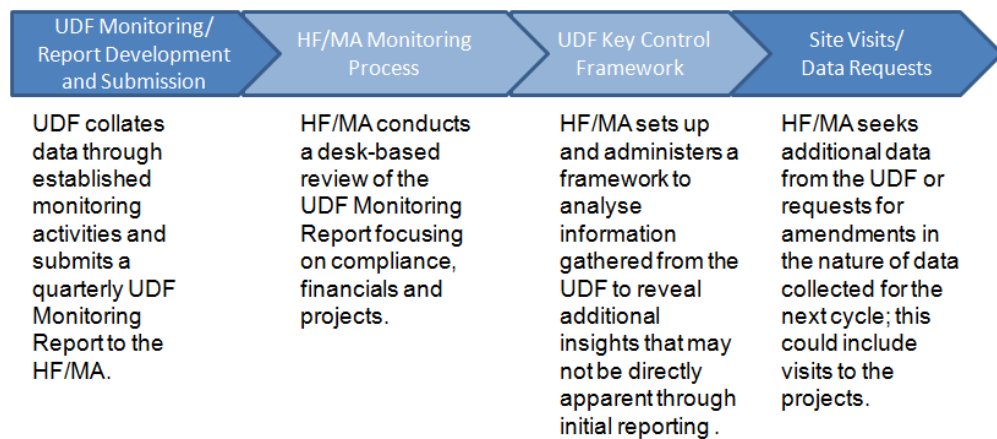 UDF Monitoring/
Report Development
and Submission
HF/MA Monitoring
Process
UDF Key Control
Framework
Site Visits/
Data Requests
UDF collates
data through
established
monitoring
activities and
submits a
quarterly UDF
Monitoring
Report to the
HF/MA.
HF/MA conducts
a desk-based
review of the
UDF Monitoring
Report focusing
on compliance,
financials and
projects.
HF/MA sets up
and administers a
framework to
analyse
information
gathered from the
UDF to reveal
additional
insights that may
not be directly
apparent through
initial reporting .
HF/MA seeks
additional data
from the UDF or
requests for
amendments in
the nature of data
collected for the
next cycle; this
could include
visits to the
projects.